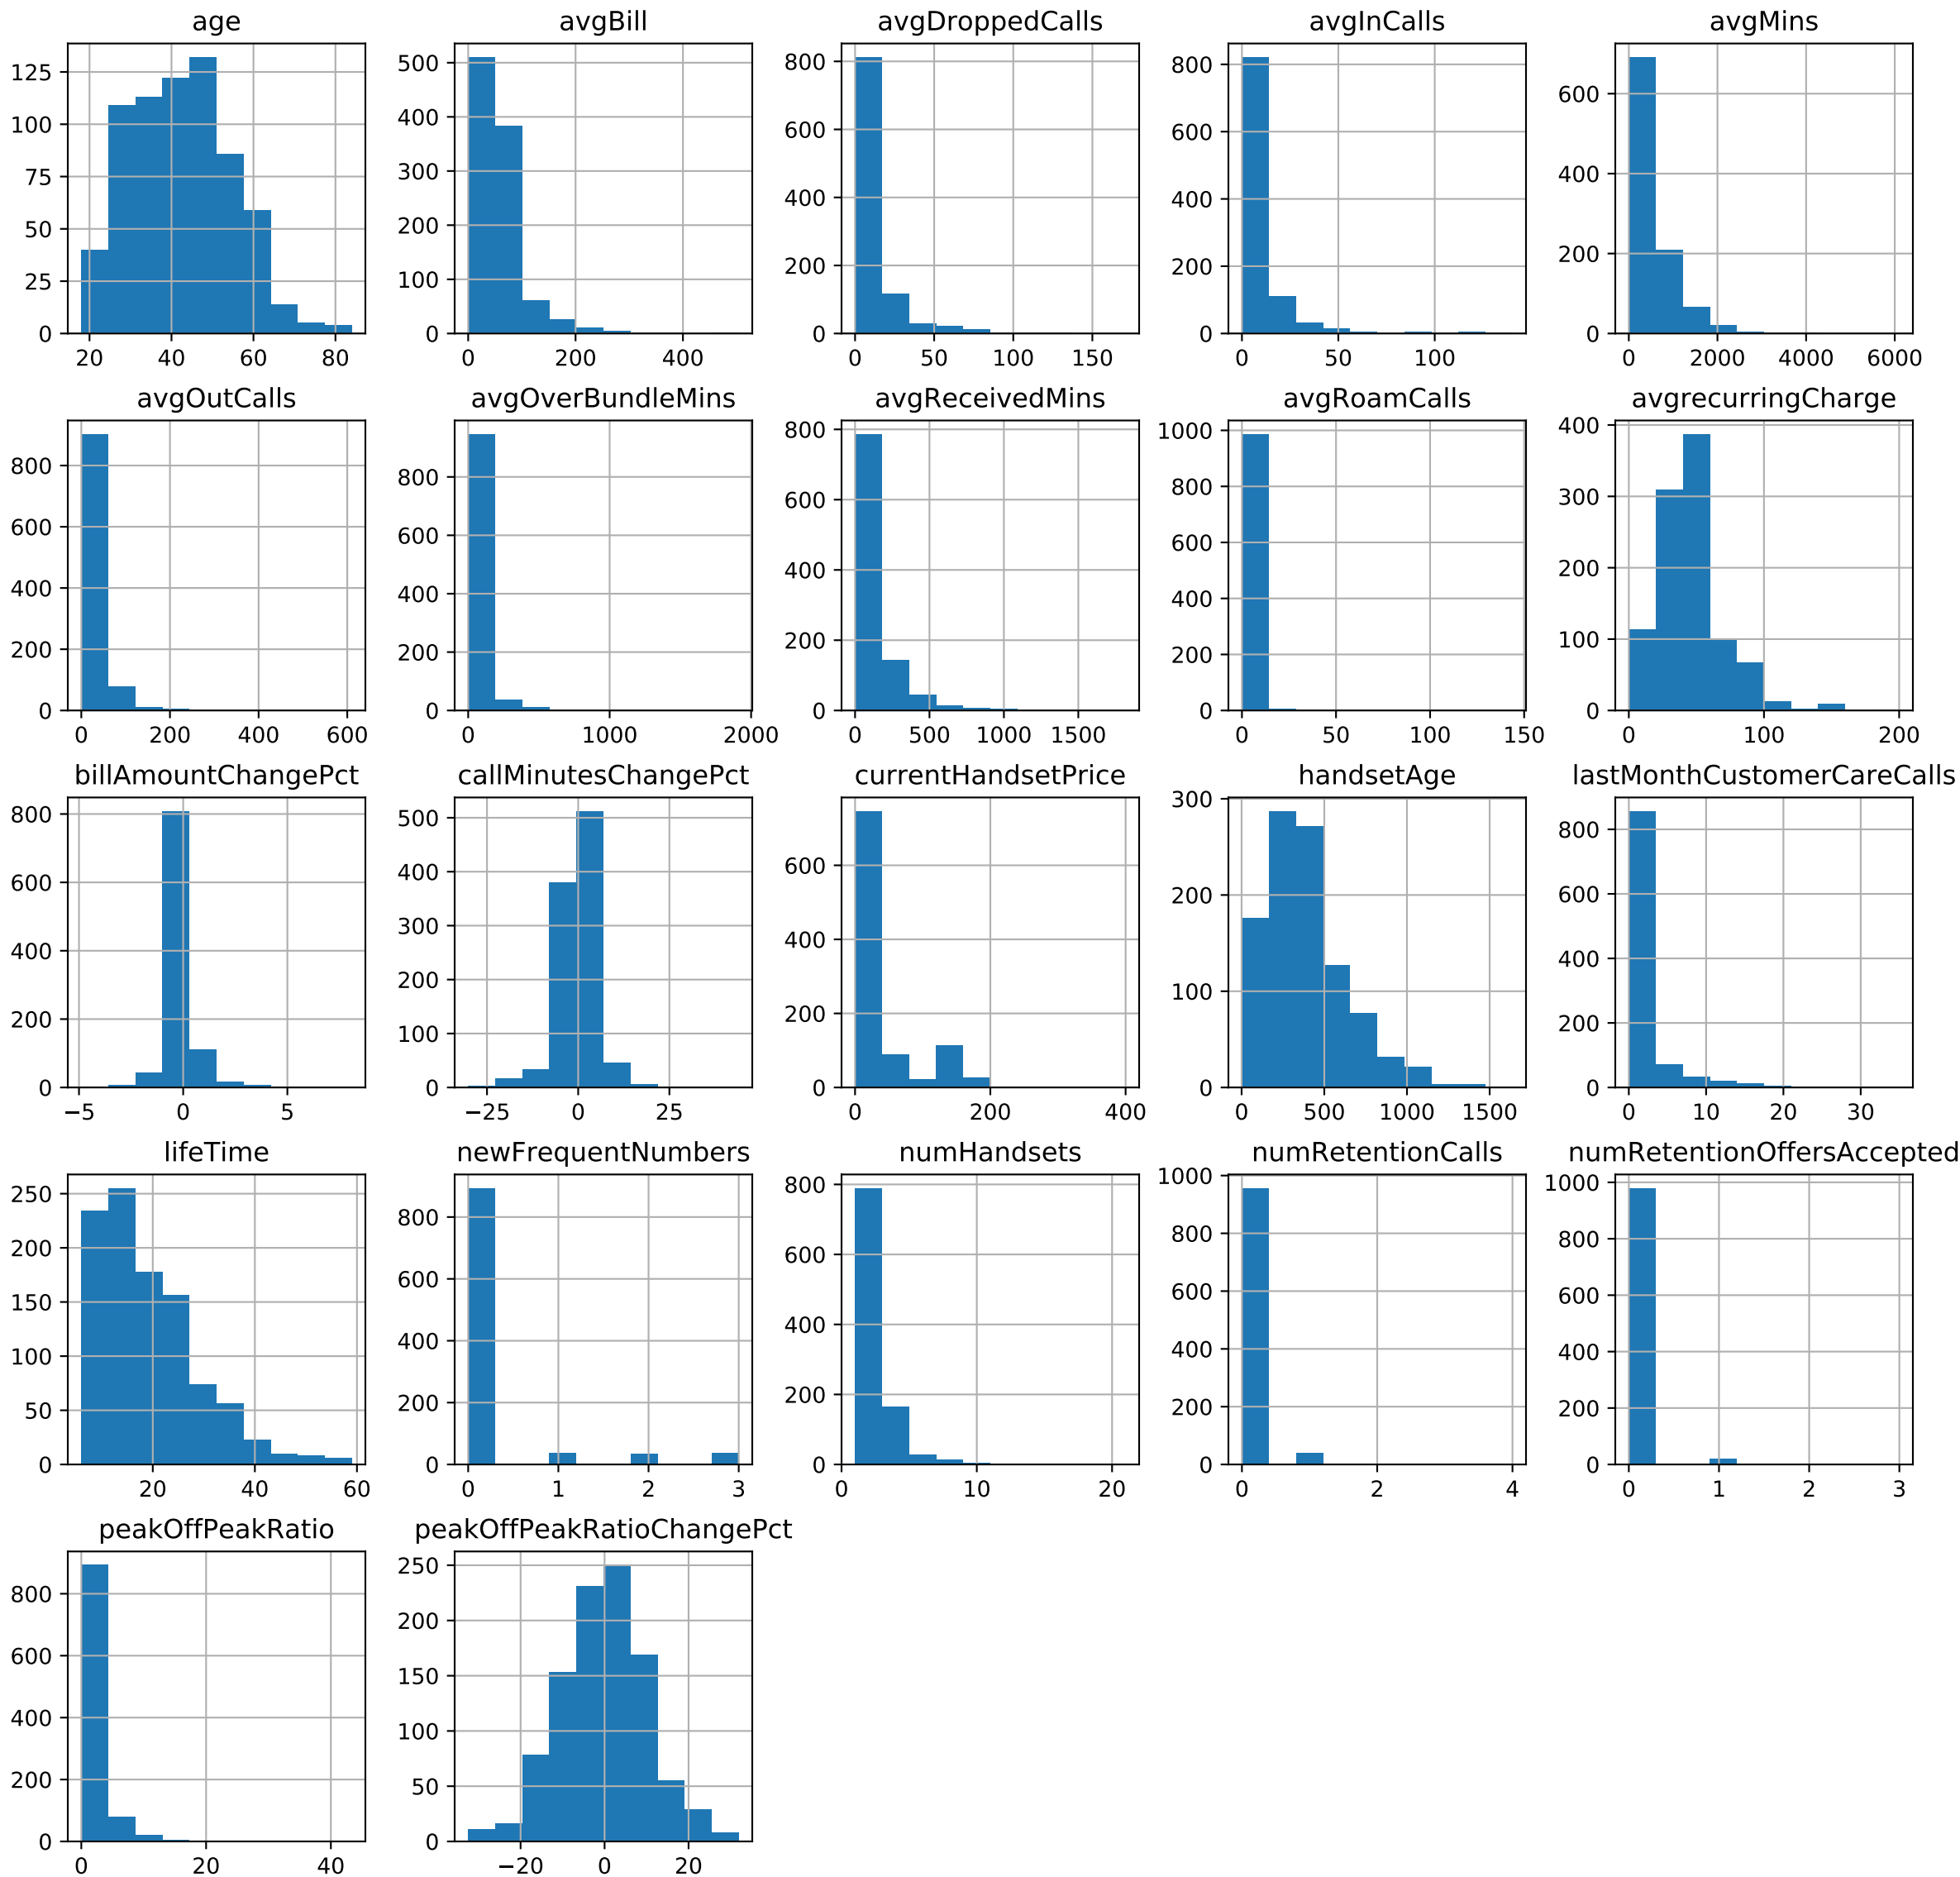 age avgBill avgDroppedCalls avgInCalls avgMins
125 500 800 800 600
100 400 600 600 400
75 300 400 400 200
50 200 200 200 0
25 100 0 0
0 0
20 40 60 80 0 200 400 0 50 100 150 0 50 100 0 2000 4000 6000
avgOutCalls avgOverBundleMins avgReceivedMins avgRoamCalls avgrecurringCharge
800 800 800 1000 400
600 600 600 800 300
400 400 400 600 200
200 200 200 400 100
0 0 0 200 0
0
0 200 400 600 0 1000 2000 0 500 1000 1500 0 50 100 150 0 100 200
billAmountChangePct callMinutesChangePct currentHandsetPrice handsetAge lastMonthCustomerCareCalls
800 500 600 300 800
600 400 400 200 600
400 300 200 100 400
200 200 0 0 200
0 100 0
0
−5 0 5 −25 0 25 0 200 400 0 500 1000 1500 0 10 20 30
lifeTime newFrequentNumbers numHandsets numRetentionCalls numRetentionOffersAccepted
250 800 800 1000 1000
200 600 600 800 800
150 400 400 600 600
100 200 200 400 400
50 0 0 200 200
0 0 0
20 40 60 0 1 2 3 0 10 20 0 2 4 0 1 2 3
peakOffPeakRatio peakOffPeakRatioChangePct
800 250
600 200
400 150
200 100
0 50
0
0 20 40 −20 0 20